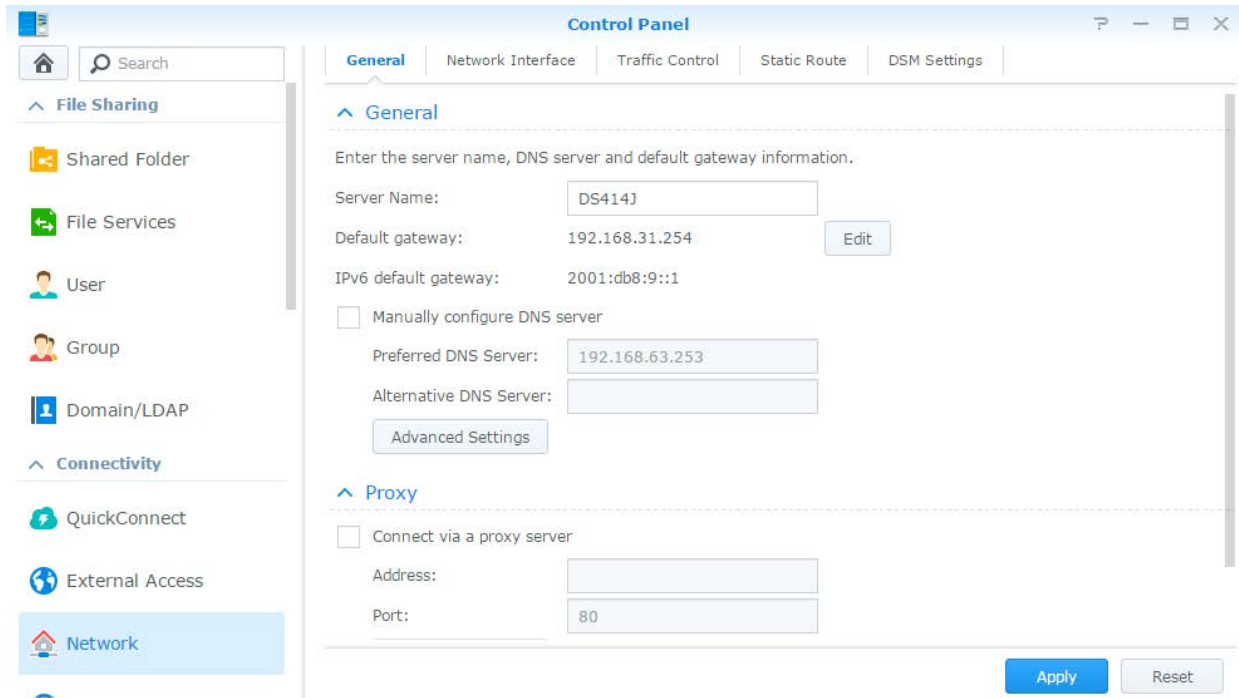 Control Panel
Search
File Sharing
Shared Folder
File Services
User
Group
Domain/LDAP
Connectivity
QuickConnect
External Access
Network
General Network Interface Traffic Control Static Route DSM Settings
General
Enter the server name, DNS server and default gateway information.
Server Name: DS414J
Default gateway: 192.168.31.254 Edit
IPv6 default gateway: 2001:db8:9::1
Manually configure DNS server
Preferred DNS Server: 192.168.63.253
Alternative DNS Server:
Advanced Settings
Proxy
Connect via a proxy server
Address:
Port: 80
Apply Reset